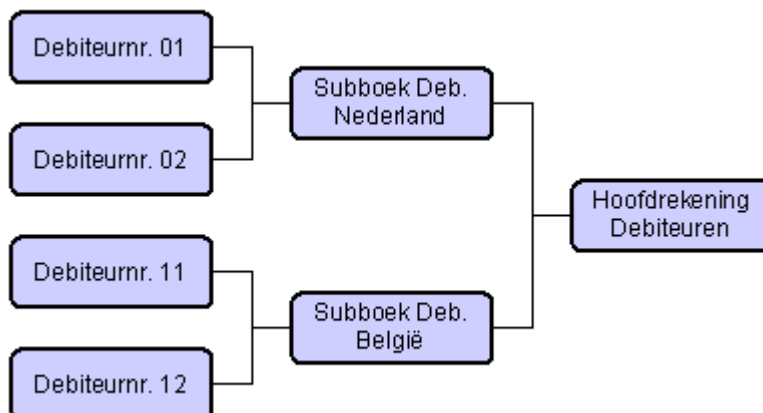 Debiteurnr. 01
Debiteurnr. 02
Debiteurnr. 11
Debiteurnr. 12
Subboek Deb.
Nederland
Subboek Deb.
België
Hoofdrekening
Debiteuren